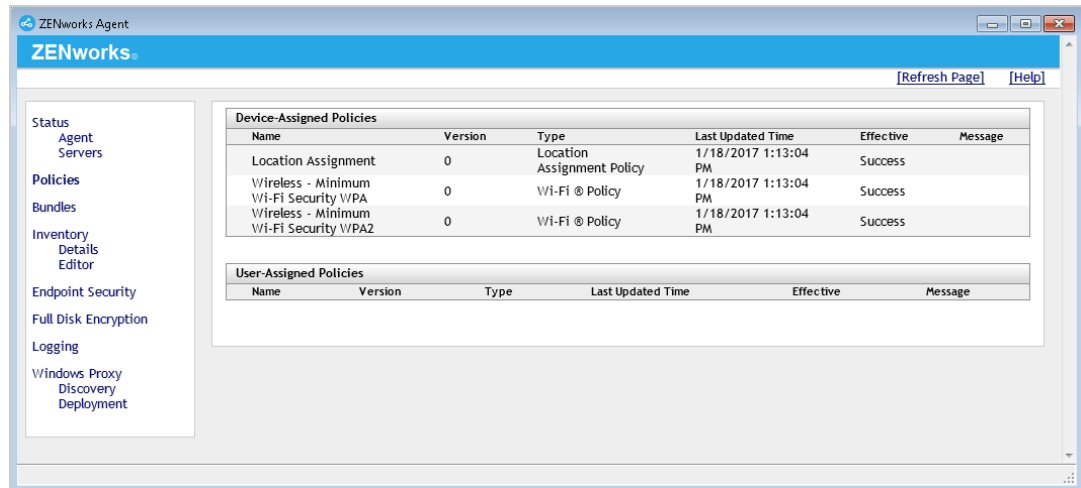 ZENworks Agent
ZENworks®
[Refresh Page] [Help]
Status
Agent
Servers
Policies
Bundles
Inventory
Details
Editor
Endpoint Security
Full Disk Encryption
Logging
Windows Proxy
Discovery
Deployment
Device-Assigned Policies
Name Version Type Last Updated Time Effective Message
Location Assignment 0 Location Assignment Policy 1/18/2017 1:13:04 PM Success
Wireless - Minimum Wi-Fi Security WPA 0 Wi-Fi ® Policy 1/18/2017 1:13:04 PM Success
Wireless - Minimum Wi-Fi Security WPA2 0 Wi-Fi ® Policy 1/18/2017 1:13:04 PM Success
User-Assigned Policies
Name Version Type Last Updated Time Effective Message